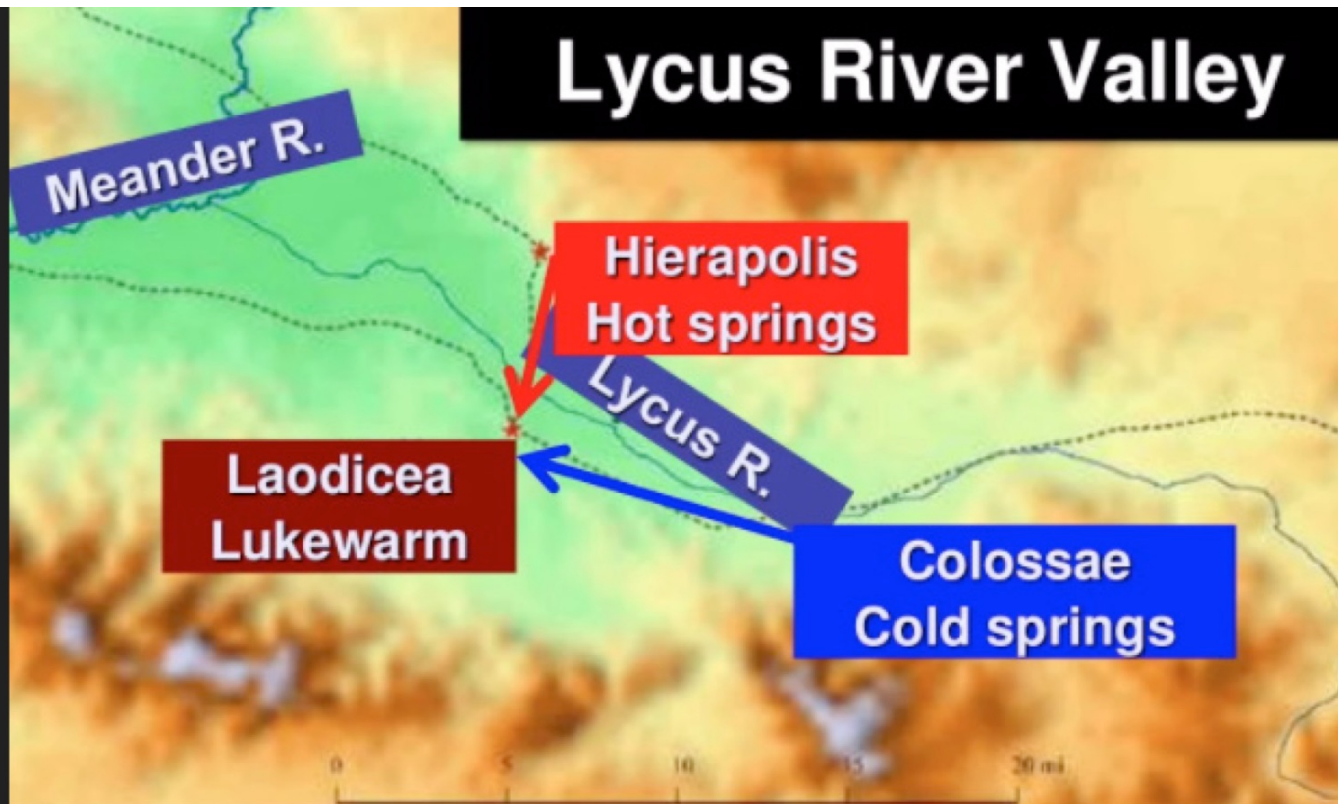 Lycus River Valley
Meander R.
Hierapolis
Hot springs
Lycus R.
Laodicea
Lukewarm
Colossae
Cold springs
0 5 10 15 20 mi